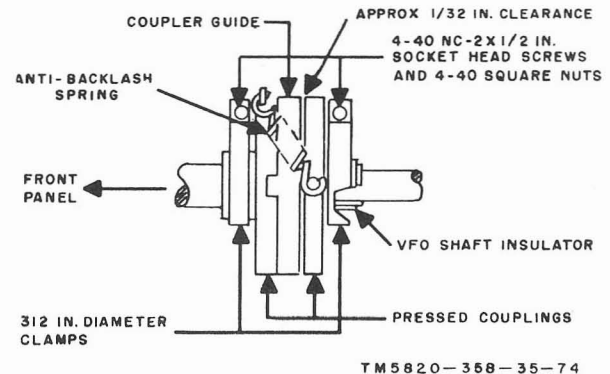 COUPLER GUIDE
APPROX 1/32 IN. CLEARANCE
4-40 NC-2X1/2 IN.
SOCKET HEAD SCREWS
AND 4-40 SQUARE NUTS
ANTI-BACKLASH
SPRING
FRONT
PANEL
VFO SHAFT INSULATOR
312 IN. DIAMETER
CLAMPS
PRESSED COUPLINGS
TM5820-358-35-74